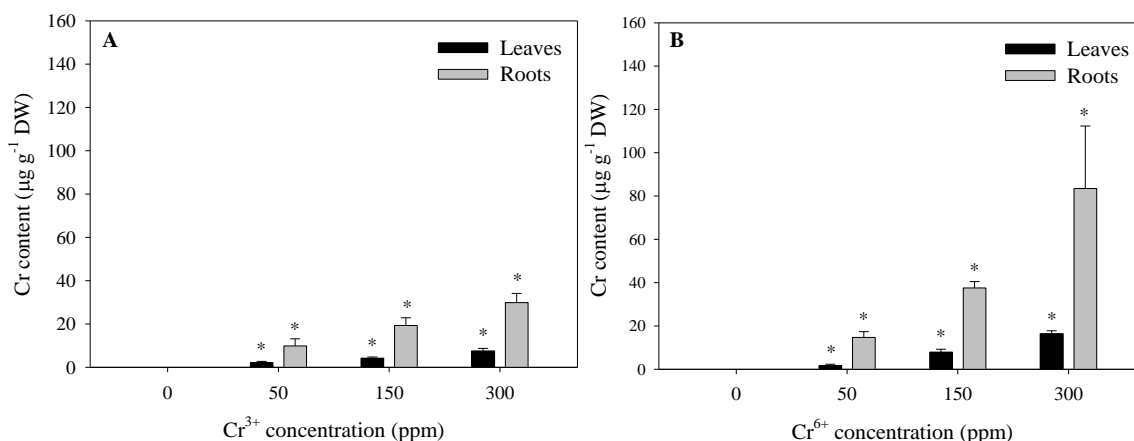 A
Leaves
Roots
160
140
120
100
80
60
40
20
0
Cr content (µg g⁻¹ DW)
* * * * * *
0 50 150 300
Cr³⁺ concentration (ppm)
B
Leaves
Roots
160
140
120
100
80
60
40
20
0
Cr content (µg g⁻¹ DW)
* * * * * *
0 50 150 300
Cr⁶⁺ concentration (ppm)